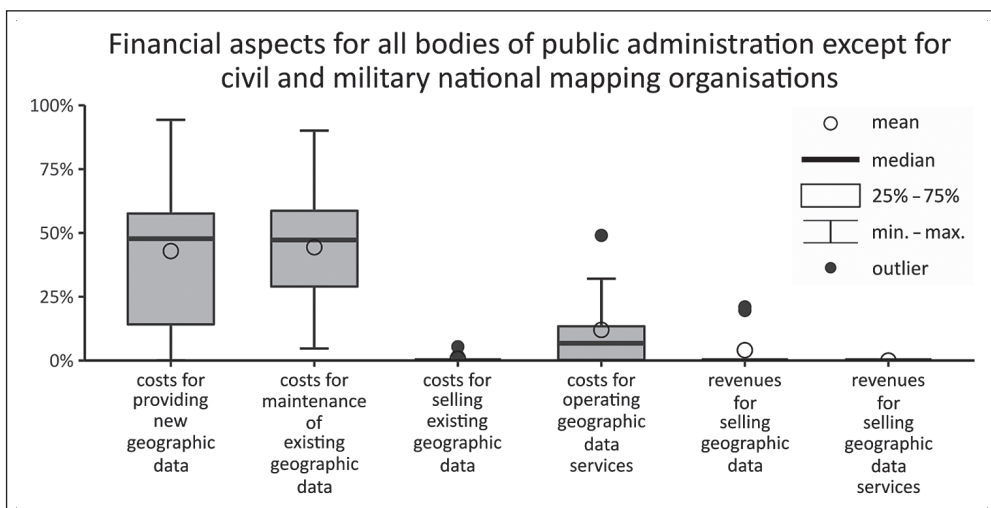 Financial aspects for all bodies of public administration except for
civil and military national mapping organisations
100%
75%
50%
25%
0%
mean
median
25% – 75%
min. – max.
outlier
costs for
providing
new
geographic
data
costs for
maintenance
of
existing
geographic
data
costs for
selling
existing
geographic
data
costs for
operating
geographic
data
services
revenues
for
selling
geographic
data
revenues
for
selling
geographic
data
services